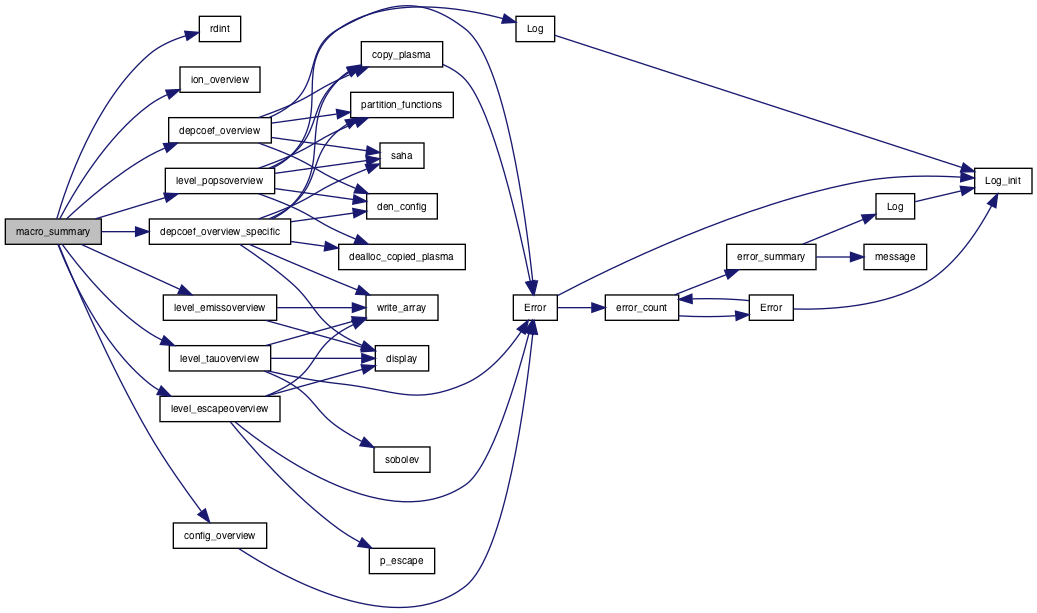 macro_summary
rdint
ion_overview
depcoef_overview
level_popsoverview
depcoef_overview_specific
level_emissoverview
level_tauoverview
level_escapeoverview
config_overview
copy_plasma
partition_functions
saha
den_config
dealloc_copied_plasma
write_array
display
sobolev
p_escape
Log
Error
error_count
error_summary
Error
Log
message
Log_init